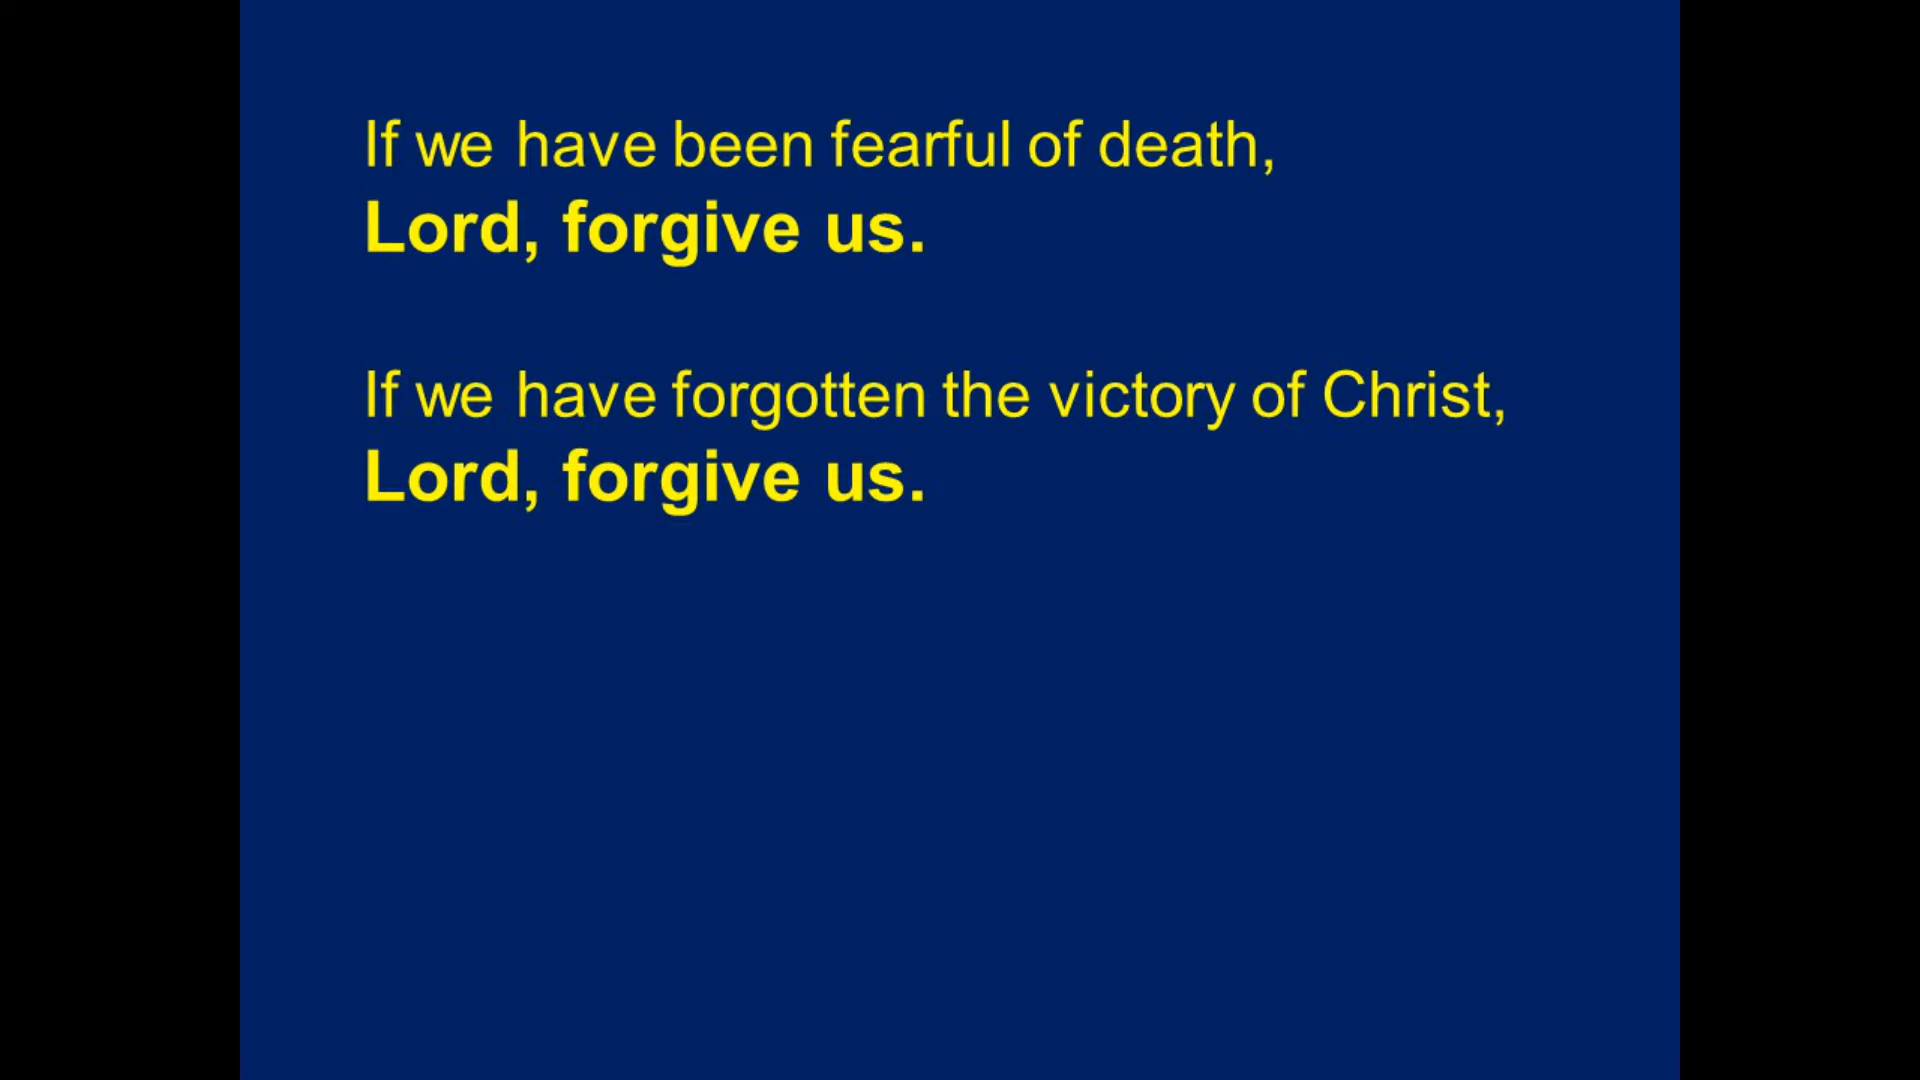 If we have been fearful of death,
Lord, forgive us.
If we have forgotten the victory of Christ,
Lord, forgive us.